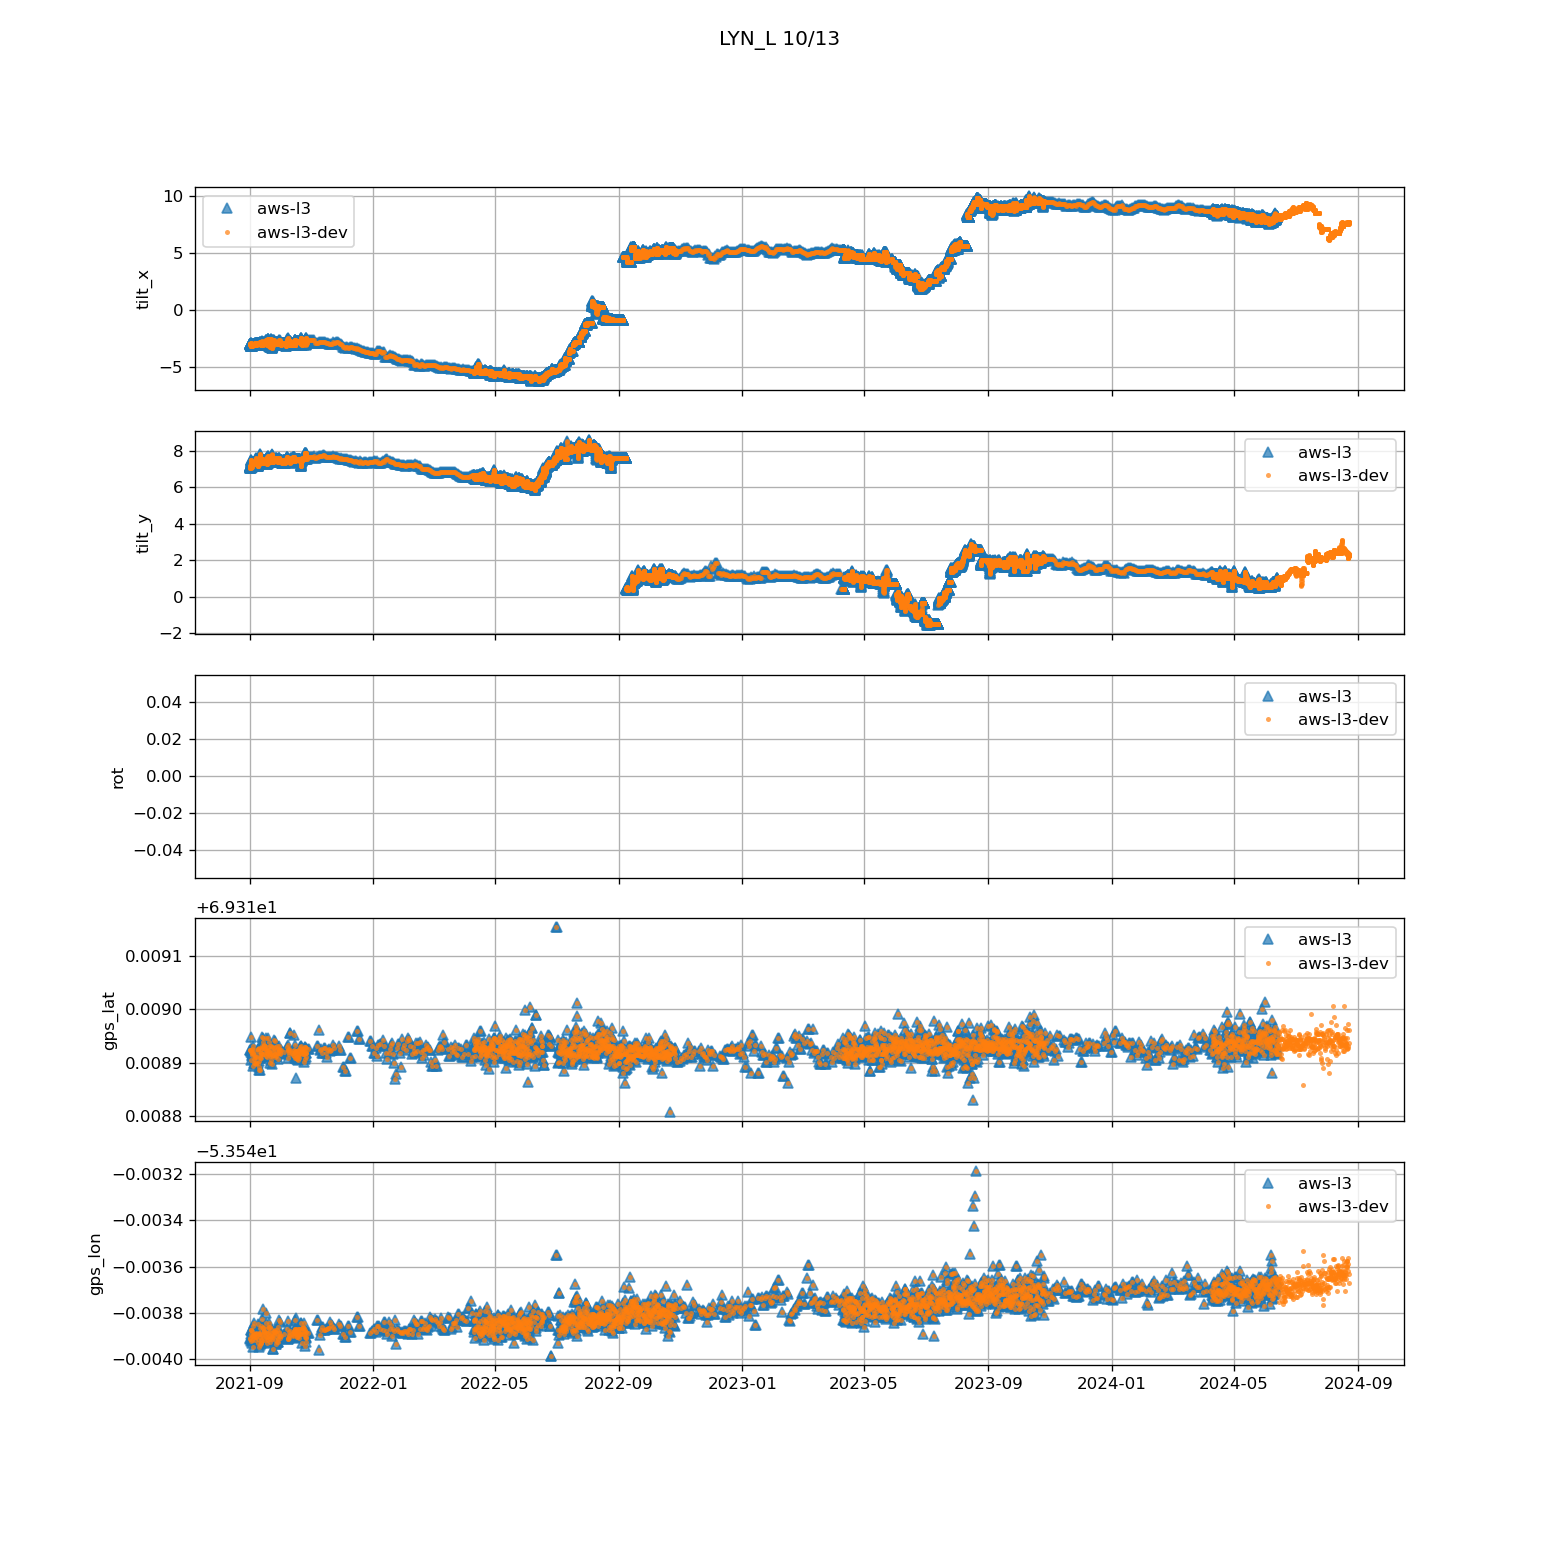 LYN_L 10/13
10
5
0
−5
tilt_x
aws-l3
aws-l3-dev
8
6
4
2
0
−2
tilt_y
aws-l3
aws-l3-dev
0.04
0.02
0.00
−0.02
−0.04
rot
aws-l3
aws-l3-dev
+6.931e1
0.0091
0.0090
0.0089
0.0088
gps_lat
aws-l3
aws-l3-dev
−5.354e1
−0.0032
−0.0034
−0.0036
−0.0038
−0.0040
gps_lon
aws-l3
aws-l3-dev
2021-09 2022-01 2022-05 2022-09 2023-01 2023-05 2023-09 2024-01 2024-05 2024-09